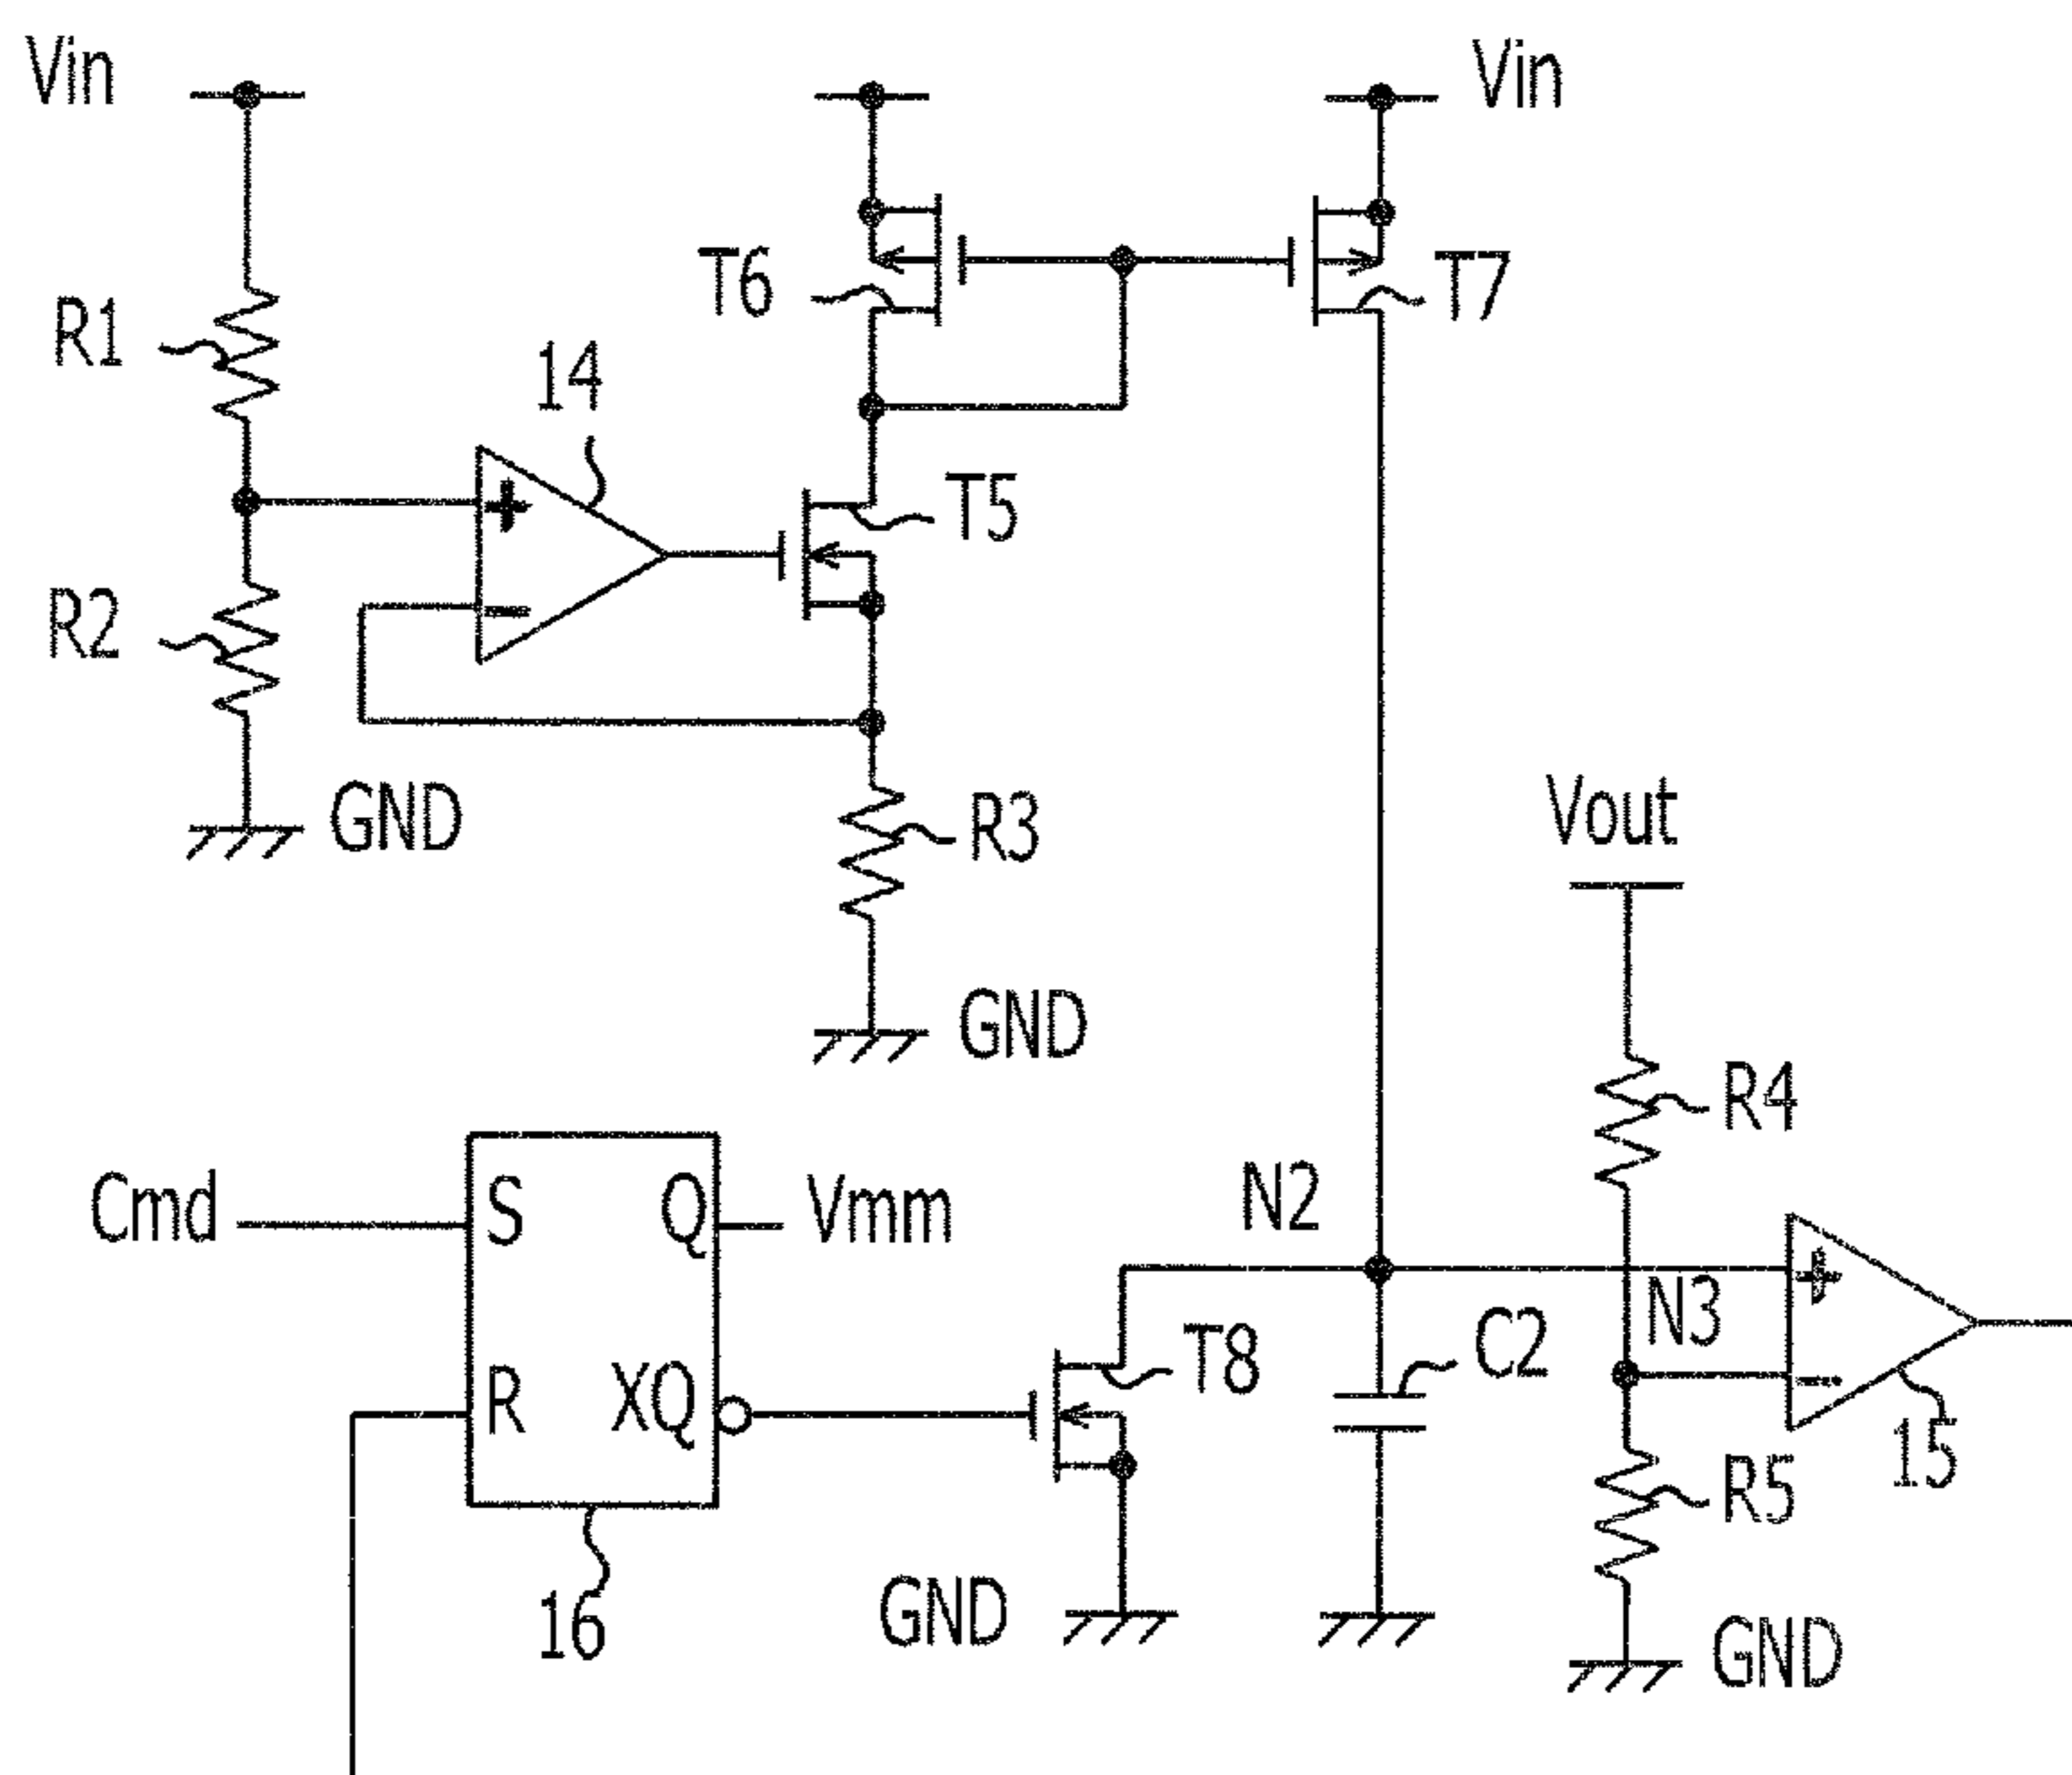 Vin
Vin
T6
T7
R1
14
+
T5
R2
−
GND
R3
Vout
GND
R4
Cmd
S
Q
Vmm
N2
+
N3
C2
T8
R
XQ
−
15
R5
16
GND
GND